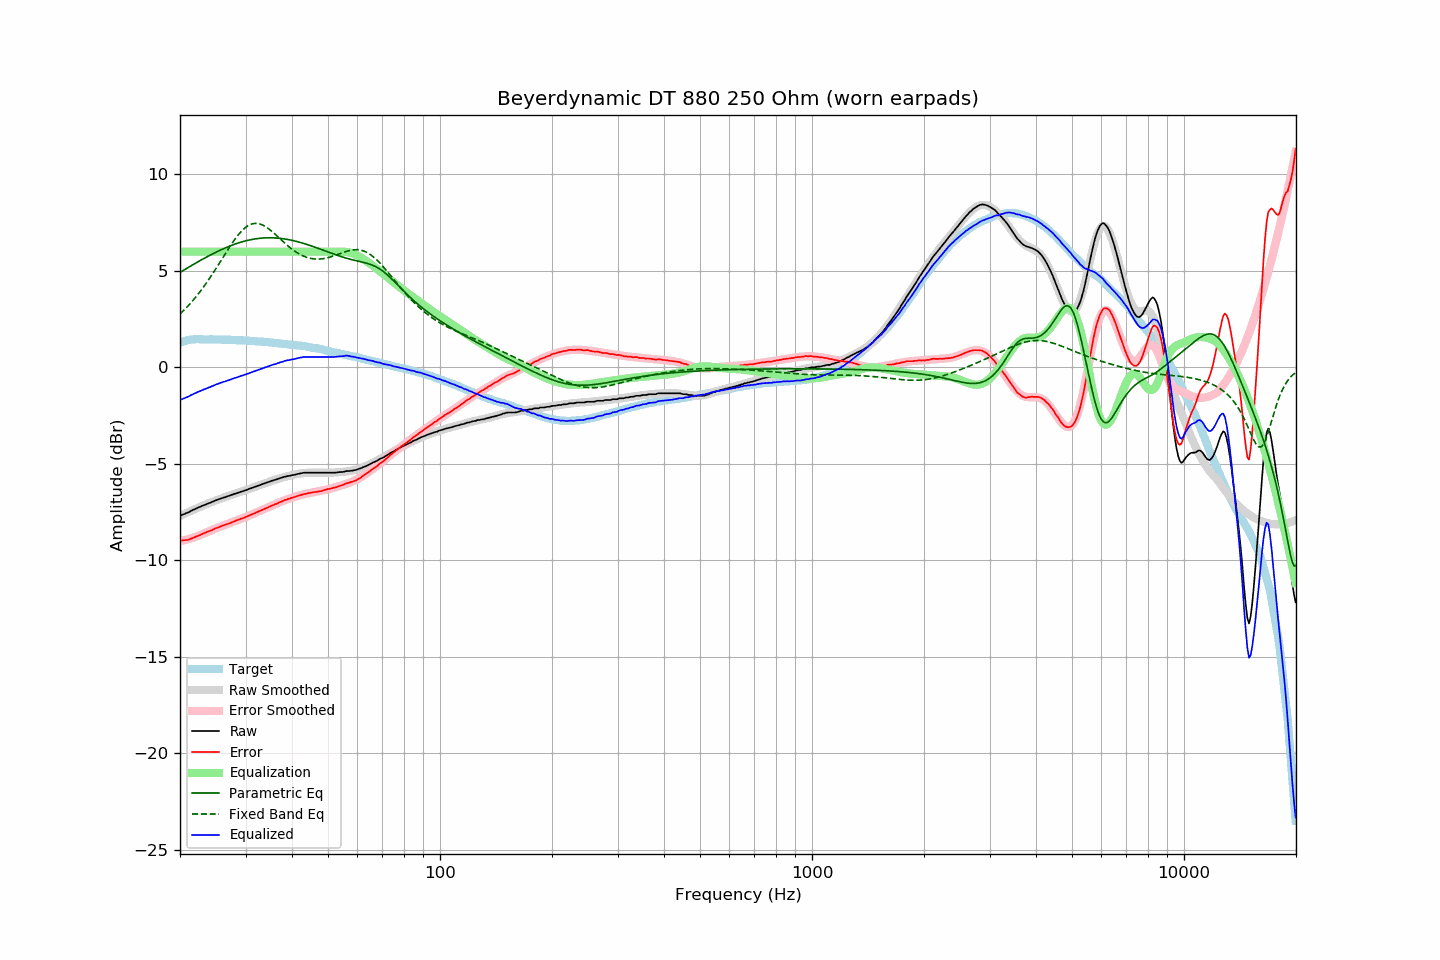 Beyerdynamic DT 880 250 Ohm (worn earpads)
10
5
0
−5
−10
−15
−20
−25
Amplitude (dBr)
Target
Raw Smoothed
Error Smoothed
Raw
Error
Equalization
Parametric Eq
Fixed Band Eq
Equalized
100
1000
10000
Frequency (Hz)